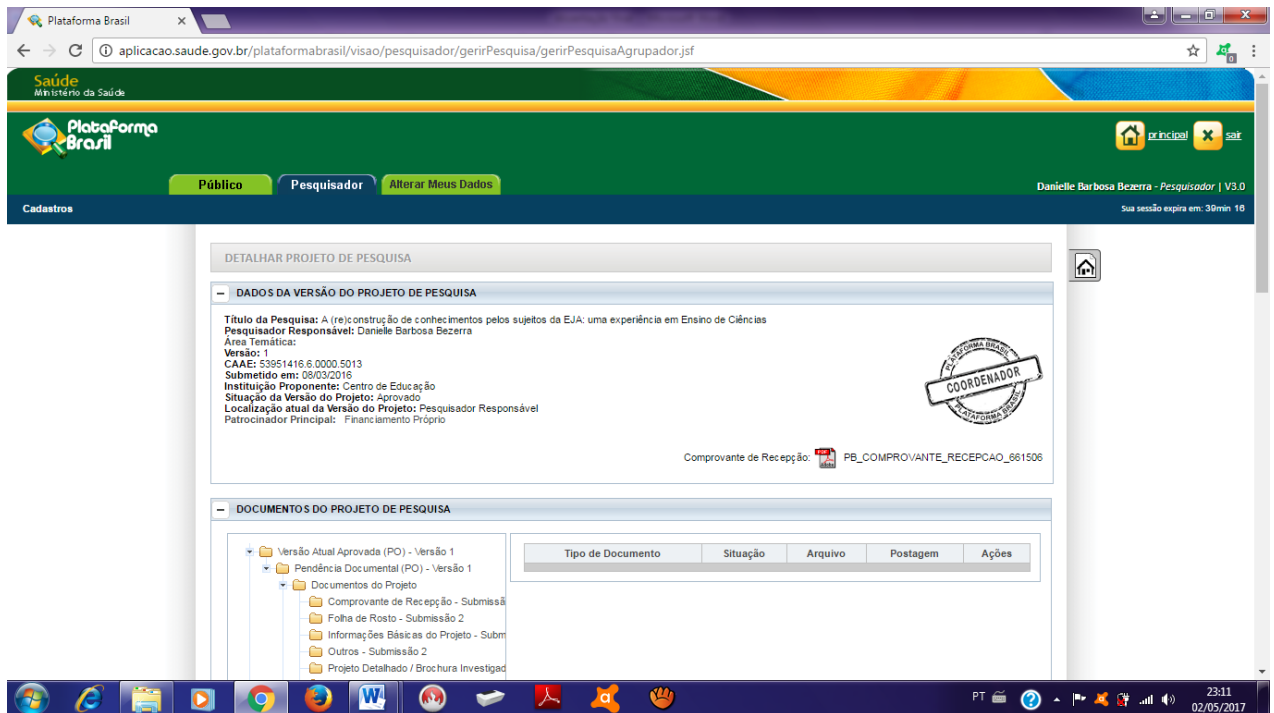 Plataforma Brasil
aplicacao.saude.gov.br/plataformabrasil/visao/pesquisador/gerirPesquisa/gerirPesquisaAgrupador.jsf
0
Saúde
Ministério da Saúde
Plataforma
Brasil
principal
sair
Público
Pesquisador
Alterar Meus Dados
Danielle Barbosa Bezerra - Pesquisador | V3.0
Cadastros
Sua sessão expira em: 39min 16
DETALHAR PROJETO DE PESQUISA
DADOS DA VERSÃO DO PROJETO DE PESQUISA
Título da Pesquisa: A (re)construção de conhecimentos pelos sujeitos da EJA: uma experiência em Ensino de Ciências
Pesquisador Responsável: Danielle Barbosa Bezerra
Área Temática:
Versão: 1
CAAE: 53951416.6.0000.5013
Submetido em: 08/03/2016
Instituição Proponente: Centro de Educação
Situação da Versão do Projeto: Aprovado
Localização atual da Versão do Projeto: Pesquisador Responsável
Patrocinador Principal: Financiamento Próprio
PLATAFORMA BRASIL
COORDENADOR
PLATAFORMA BRASIL
Comprovante de Recepção: PB_COMPROVANTE_RECEPCAO_661506
DOCUMENTOS DO PROJETO DE PESQUISA
Versão Atual Aprovada (PO) - Versão 1
Pendência Documental (PO) - Versão 1
Documentos do Projeto
Comprovante de Recepção - Submissã
Folha de Rosto - Submissão 2
Informações Básicas do Projeto - Subm
Outros - Submissão 2
Projeto Detalhado / Brochura Investigad
Tipo de Documento Situação Arquivo Postagem Ações
PT
23:11
02/05/2017